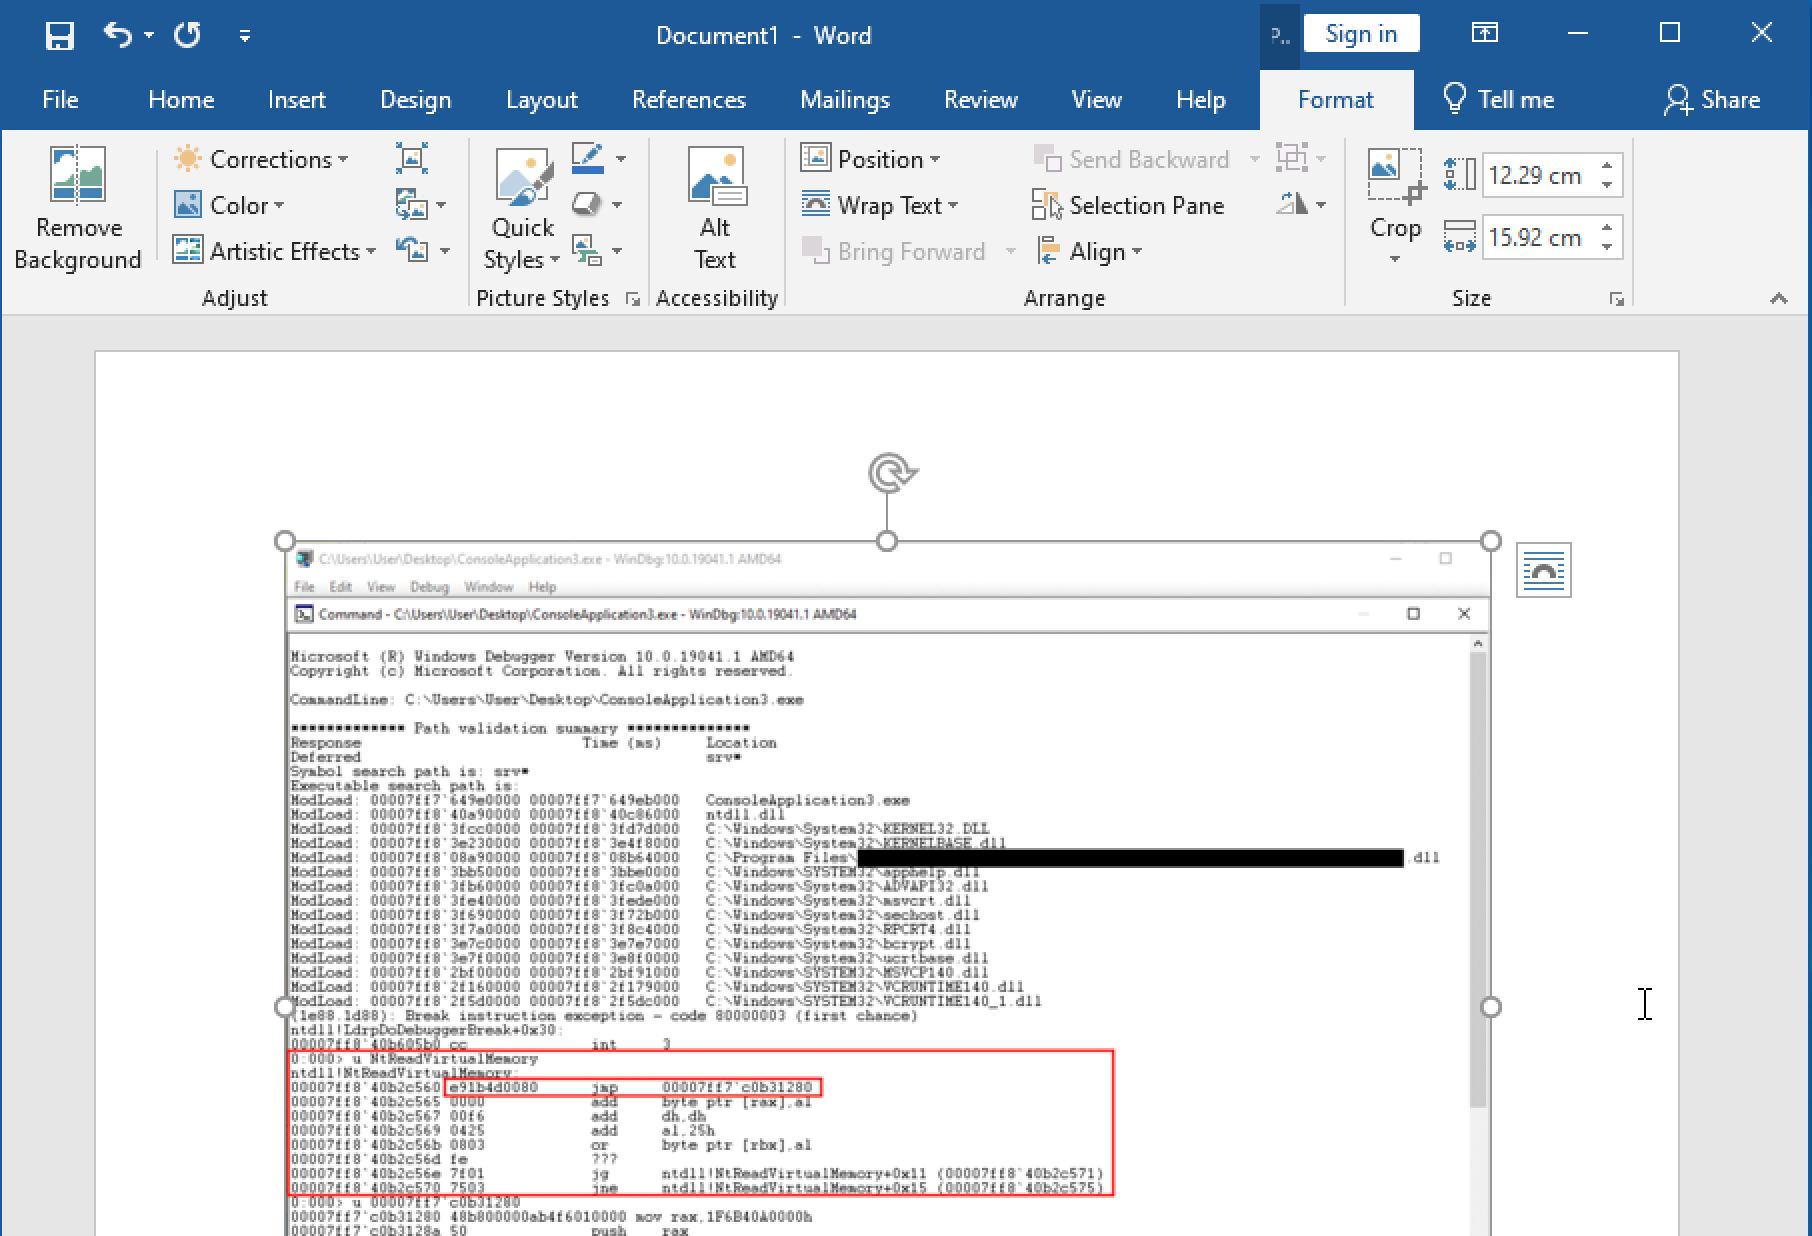 Document1 - Word
P..
Sign in
File Home Insert Design Layout References Mailings Review View Help Format Tell me Share
Remove Background
Corrections
Color
Artistic Effects
Adjust
Quick Styles
Picture Styles
Alt Text
Accessibility
Position
Wrap Text
Bring Forward
Send Backward
Selection Pane
Align
Arrange
Crop
12.29 cm
15.92 cm
Size
C:\Users\User\Desktop\ConsoleApplication3.exe - WinDbg:10.0.19041.1 AMD64
File Edit View Debug Window Help
Command - C:\Users\User\Desktop\ConsoleApplication3.exe - WinDbg:10.0.19041.1 AMD64
Microsoft (R) Windows Debugger Version 10.0.19041.1 AMD64
Copyright (c) Microsoft Corporation. All rights reserved.
CommandLine: C:\Users\User\Desktop\ConsoleApplication3.exe
************* Path validation summary **************
Response Time (ms) Location
Deferred srv*
Symbol search path is: srv*
Executable search path is:
ModLoad: 00007ff7`649e0000 00007ff7`649eb000 ConsoleApplication3.exe
ModLoad: 00007ff8`40a90000 00007ff8`40c86000 ntdll.dll
ModLoad: 00007ff8`3fcc0000 00007ff8`3fd7d000 C:\Windows\System32\KERNEL32.DLL
ModLoad: 00007ff8`3e230000 00007ff8`3e4f8000 C:\Windows\System32\KERNELBASE.dll
ModLoad: 00007ff8`08a90000 00007ff8`08b64000 C:\Program Files\ .dll
ModLoad: 00007ff8`3bb50000 00007ff8`3bbe0000 C:\Windows\SYSTEM32\apphelp.dll
ModLoad: 00007ff8`3fb60000 00007ff8`3fc0a000 C:\Windows\System32\ADVAPI32.dll
ModLoad: 00007ff8`3fe40000 00007ff8`3fede000 C:\Windows\System32\msvcrt.dll
ModLoad: 00007ff8`3f690000 00007ff8`3f72b000 C:\Windows\System32\sechost.dll
ModLoad: 00007ff8`3f7a0000 00007ff8`3f8c4000 C:\Windows\System32\RPCRT4.dll
ModLoad: 00007ff8`3e7c0000 00007ff8`3e7e7000 C:\Windows\System32\bcrypt.dll
ModLoad: 00007ff8`3e7f0000 00007ff8`3e8f0000 C:\Windows\System32\ucrtbase.dll
ModLoad: 00007ff8`2bf00000 00007ff8`2bf91000 C:\Windows\SYSTEM32\MSVCP140.dll
ModLoad: 00007ff8`2f160000 00007ff8`2f179000 C:\Windows\SYSTEM32\VCRUNTIME140.dll
ModLoad: 00007ff8`2f5d0000 00007ff8`2f5dc000 C:\Windows\SYSTEM32\VCRUNTIME140_1.dll
(1e88.1d88): Break instruction exception - code 80000003 (first chance)
ntdll!LdrpDoDebuggerBreak+0x30:
00007ff8`40b605b0 cc int 3
0:000> u NtReadVirtualMemory
ntdll!NtReadVirtualMemory:
00007ff8`40b2c560 e91b4d0080 jmp 00007ff7`c0b31280
00007ff8`40b2c565 0000 add byte ptr [rax],al
00007ff8`40b2c567 00f6 add dh,dh
00007ff8`40b2c569 0425 add al,25h
00007ff8`40b2c56b 0803 or byte ptr [rbx],al
00007ff8`40b2c56d fe ???
00007ff8`40b2c56e 7f01 jg ntdll!NtReadVirtualMemory+0x11 (00007ff8`40b2c571)
00007ff8`40b2c570 7503 jne ntdll!NtReadVirtualMemory+0x15 (00007ff8`40b2c575)
0:000> u 00007ff7`c0b31280
00007ff7`c0b31280 48b800000ab4f6010000 mov rax,1F6B40A0000h
00007ff7`c0b3128a 50 push rax